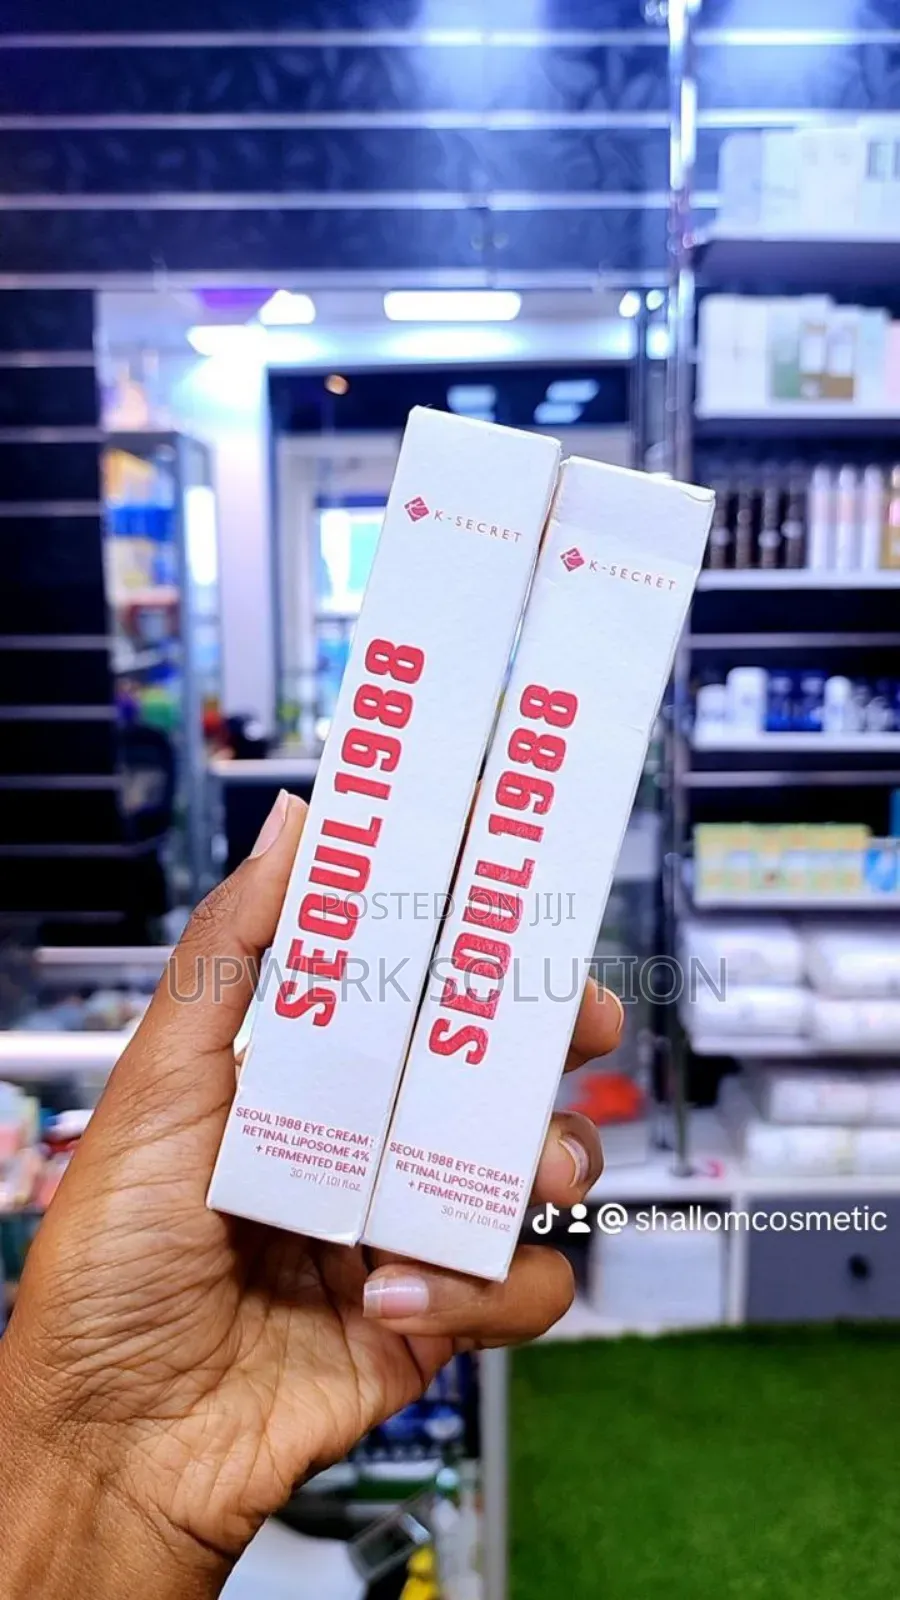 K-SECRET
SEOUL 1988
SEOUL 1988 EYE CREAM :
RETINAL LIPOSOME 4%
+ FERMENTED BEAN
30 ml / 1.01 fl.oz.
K-SECRET
SEOUL 1988
SEOUL 1988 EYE CREAM :
RETINAL LIPOSOME 4%
+ FERMENTED BEAN
30 ml / 1.01 fl.oz.
POSTED ON JIJI
UPWERK SOLUTION
@ shallomcosmetic